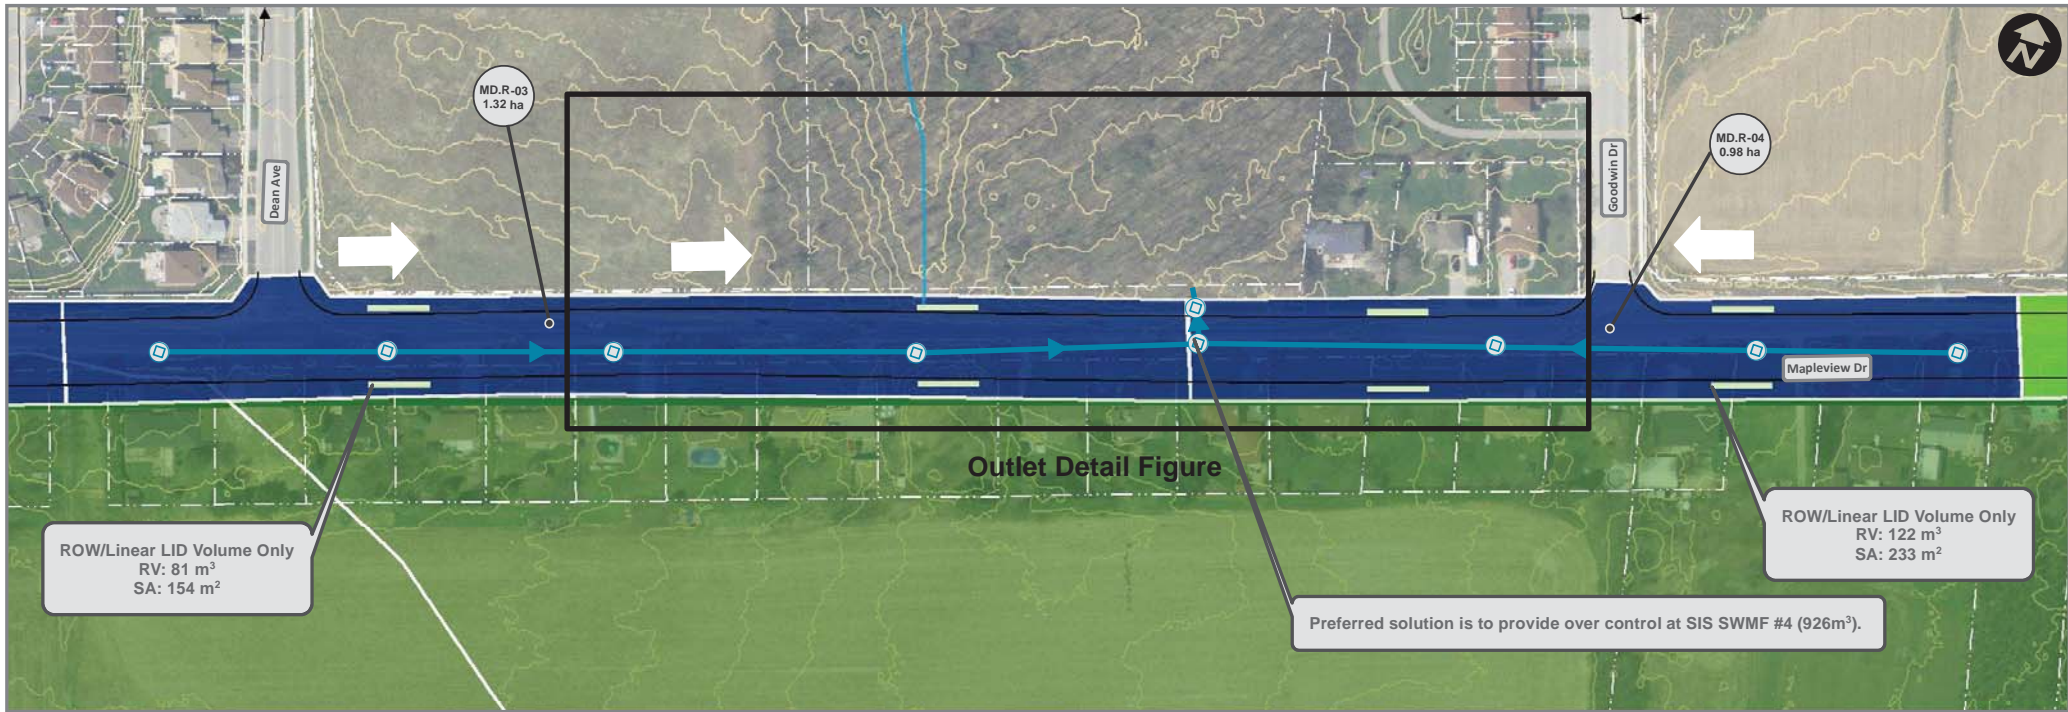 N
MD.R-03
1.32 ha
MD.R-04
0.98 ha
Dean Ave
Goodwin Dr
Mapleview Dr
Outlet Detail Figure
ROW/Linear LID Volume Only
RV: 81 m³
SA: 154 m²
ROW/Linear LID Volume Only
RV: 122 m³
SA: 233 m²
Preferred solution is to provide over control at SIS SWMF #4 (926m³).